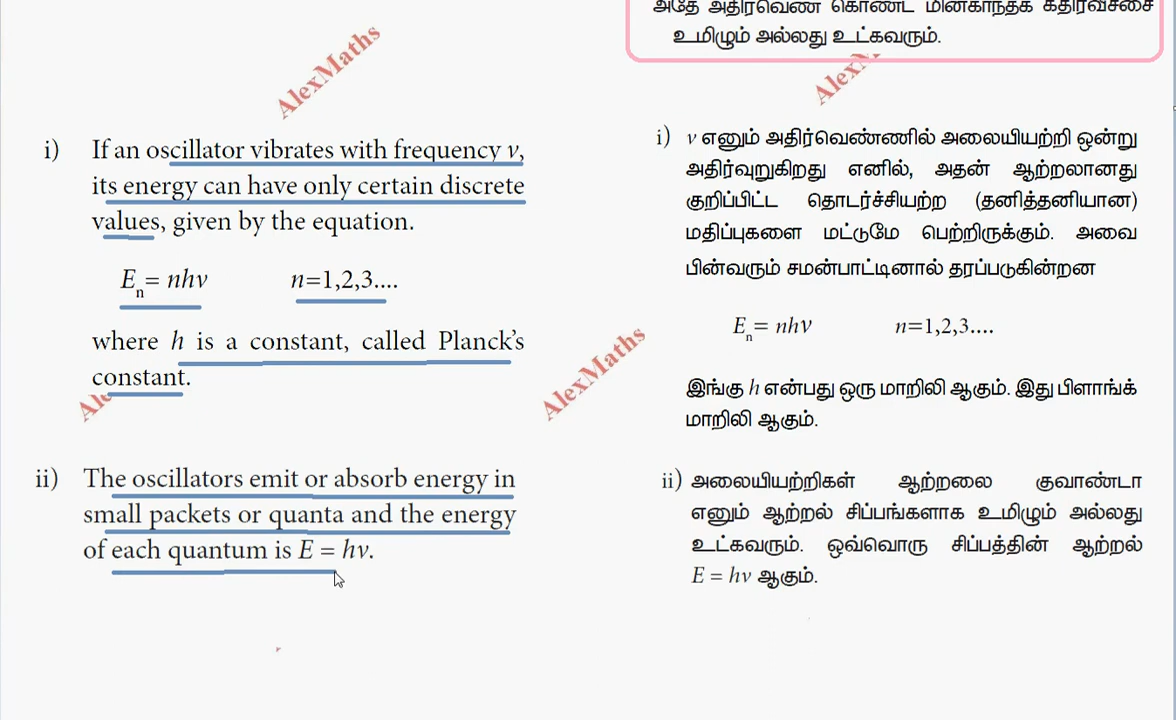 அதே அதிர்வெண் கொண்ட மின்காந்தக் கதிர்வீச்சை
உமிழும் அல்லது உட்கவரும்.
AlexMaths
AlexM
i) If an oscillator vibrates with frequency ν,
its energy can have only certain discrete
values, given by the equation.
Eₙ= nhν n=1,2,3....
where h is a constant, called Planck's
constant.
Ale
AlexMaths
ii) The oscillators emit or absorb energy in
small packets or quanta and the energy
of each quantum is E = hν.
i) ν எனும் அதிர்வெண்ணில் அலையியற்றி ஒன்று
அதிர்வுறுகிறது எனில், அதன் ஆற்றலானது
குறிப்பிட்ட தொடர்ச்சியற்ற (தனித்தனியான)
மதிப்புகளை மட்டுமே பெற்றிருக்கும். அவை
பின்வரும் சமன்பாட்டினால் தரப்படுகின்றன
Eₙ= nhν n=1,2,3....
இங்கு h என்பது ஒரு மாறிலி ஆகும். இது பிளாங்க்
மாறிலி ஆகும்.
ii) அலையியற்றிகள் ஆற்றலை குவாண்டா
எனும் ஆற்றல் சிப்பங்களாக உமிழும் அல்லது
உட்கவரும். ஒவ்வொரு சிப்பத்தின் ஆற்றல்
E = hν ஆகும்.